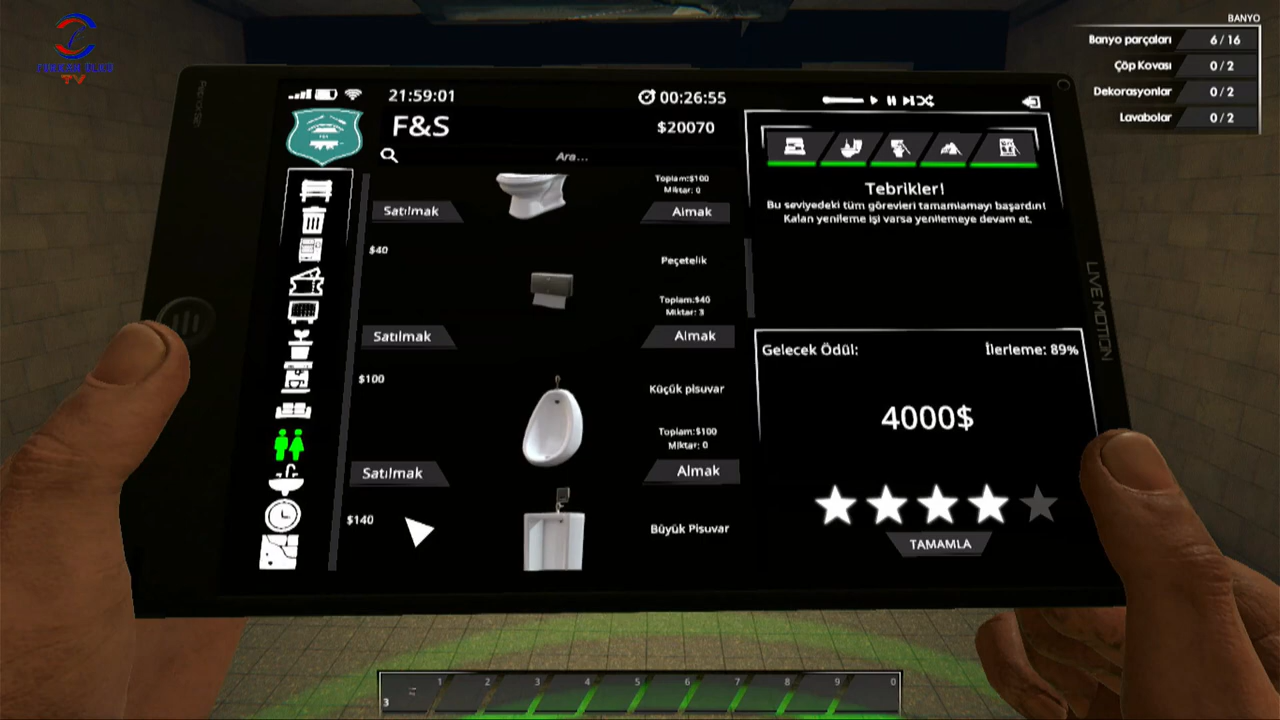 BANYO
Banyo parçaları 6 / 16
Çöp Kovası 0 / 2
Dekorasyonlar 0 / 2
Lavabolar 0 / 2
TV
21:59:01
00:26:55
F&S
$20070
Ara...
Toplam:$100
Miktar: 0
Satılmak
Almak
$40
Peçetelik
Toplam:$40
Miktar: 3
Satılmak
Almak
$100
Küçük pisuvar
Toplam:$100
Miktar: 0
Satılmak
Almak
$140
Büyük Pisuvar
Tebrikler!
Bu seviyedeki tüm görevleri tamamlamayı başardın!
Kalan yenileme işi varsa yenilemeye devam et.
Gelecek Ödül:
İlerleme: 89%
4000$
TAMAMLA
LIVE MOTION
1 2 3 4 5 6 7 8 9 0
3